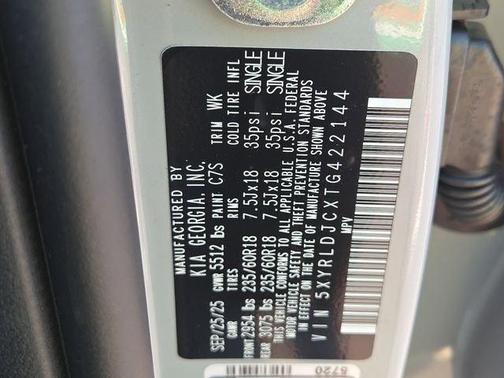 MANUFACTURED BY
KIA GEORGIA, INC.
SEP/25/25 GVWR 5512 lbs PAINT C7S TRIM WK
GAWR TIRES RIMS COLD TIRE INFL
FRONT 2954 lbs 235/60R18 7.5Jx18 35psi SINGLE
REAR 3075 lbs 235/60R18 7.5Jx18 35psi SINGLE
THIS VEHICLE CONFORMS TO ALL APPLICABLE U.S.A. FEDERAL
MOTOR VEHICLE SAFETY AND THEFT PREVENTION STANDARDS
IN EFFECT ON THE DATE OF MANUFACTURE SHOWN ABOVE
VIN 5XYRLDJCXTG422144
MPV
5720